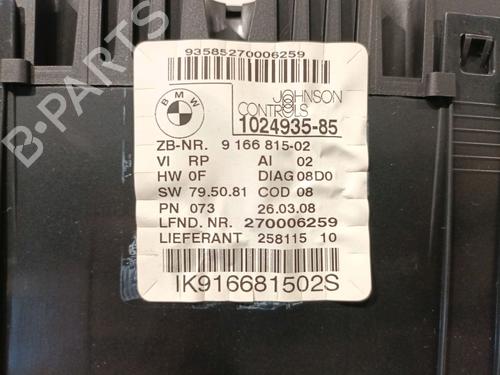 93585270006259
BMW
JOHNSON
CONTROLS
1024935-85
ZB-NR. 9 166 815-02
VI RP AI 02
HW 0F DIAG 08D0
SW 79.50.81 COD 08
PN 073 26.03.08
LFND. NR. 270006259
LIEFERANT 258115 10
IK916681502S
B-PARTS